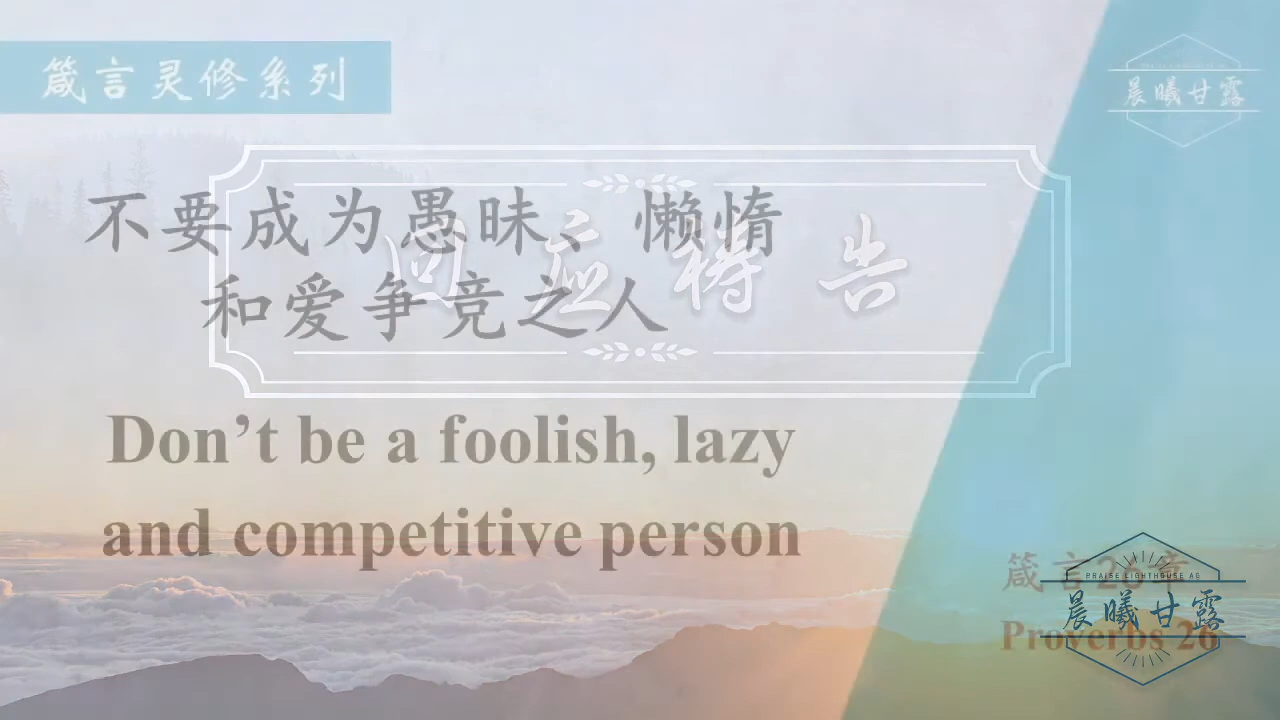 箴言灵修系列
晨曦甘露
不要成为愚昧、懒惰
和爱争竞之人
回应祷告
Don’t be a foolish, lazy
and competitive person
箴言26章
Proverbs 26
PRAISE LIGHTHOUSE AG
晨曦甘露